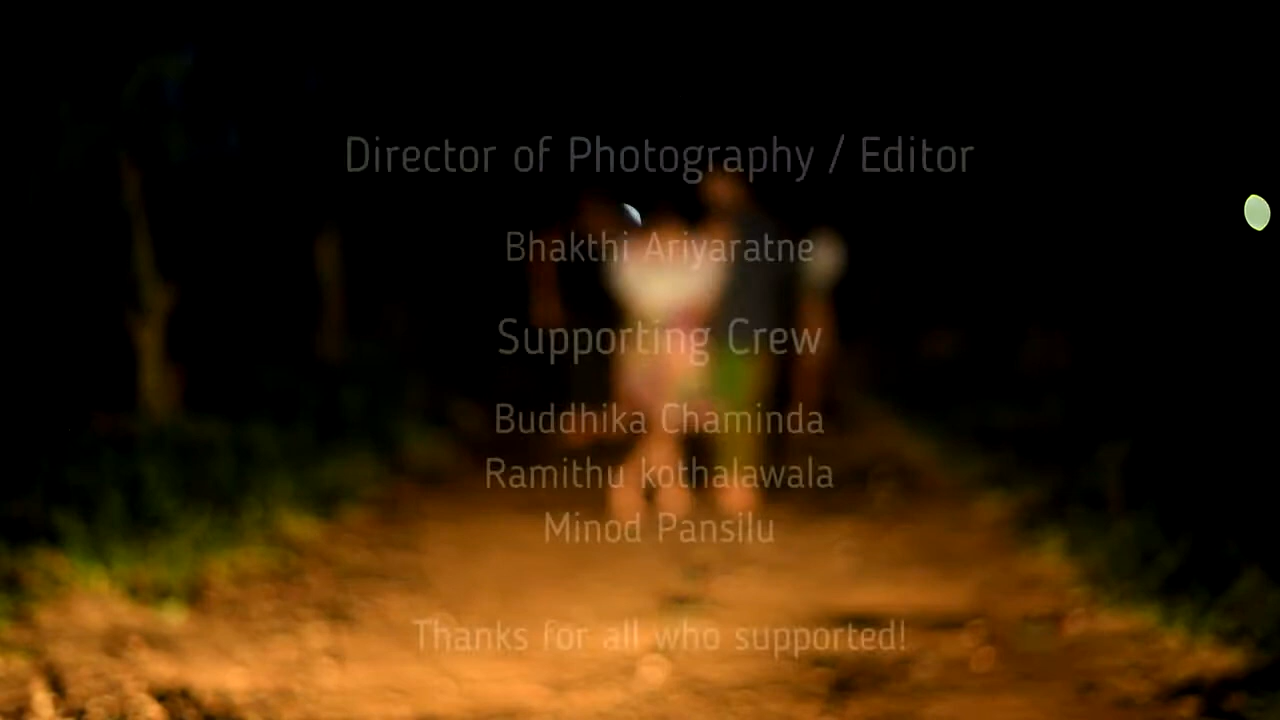 Director of Photography / Editor
Bhakthi Ariyaratne
Supporting Crew
Buddhika Chaminda
Ramithu kothalawala
Minod Pansilu
Thanks for all who supported!